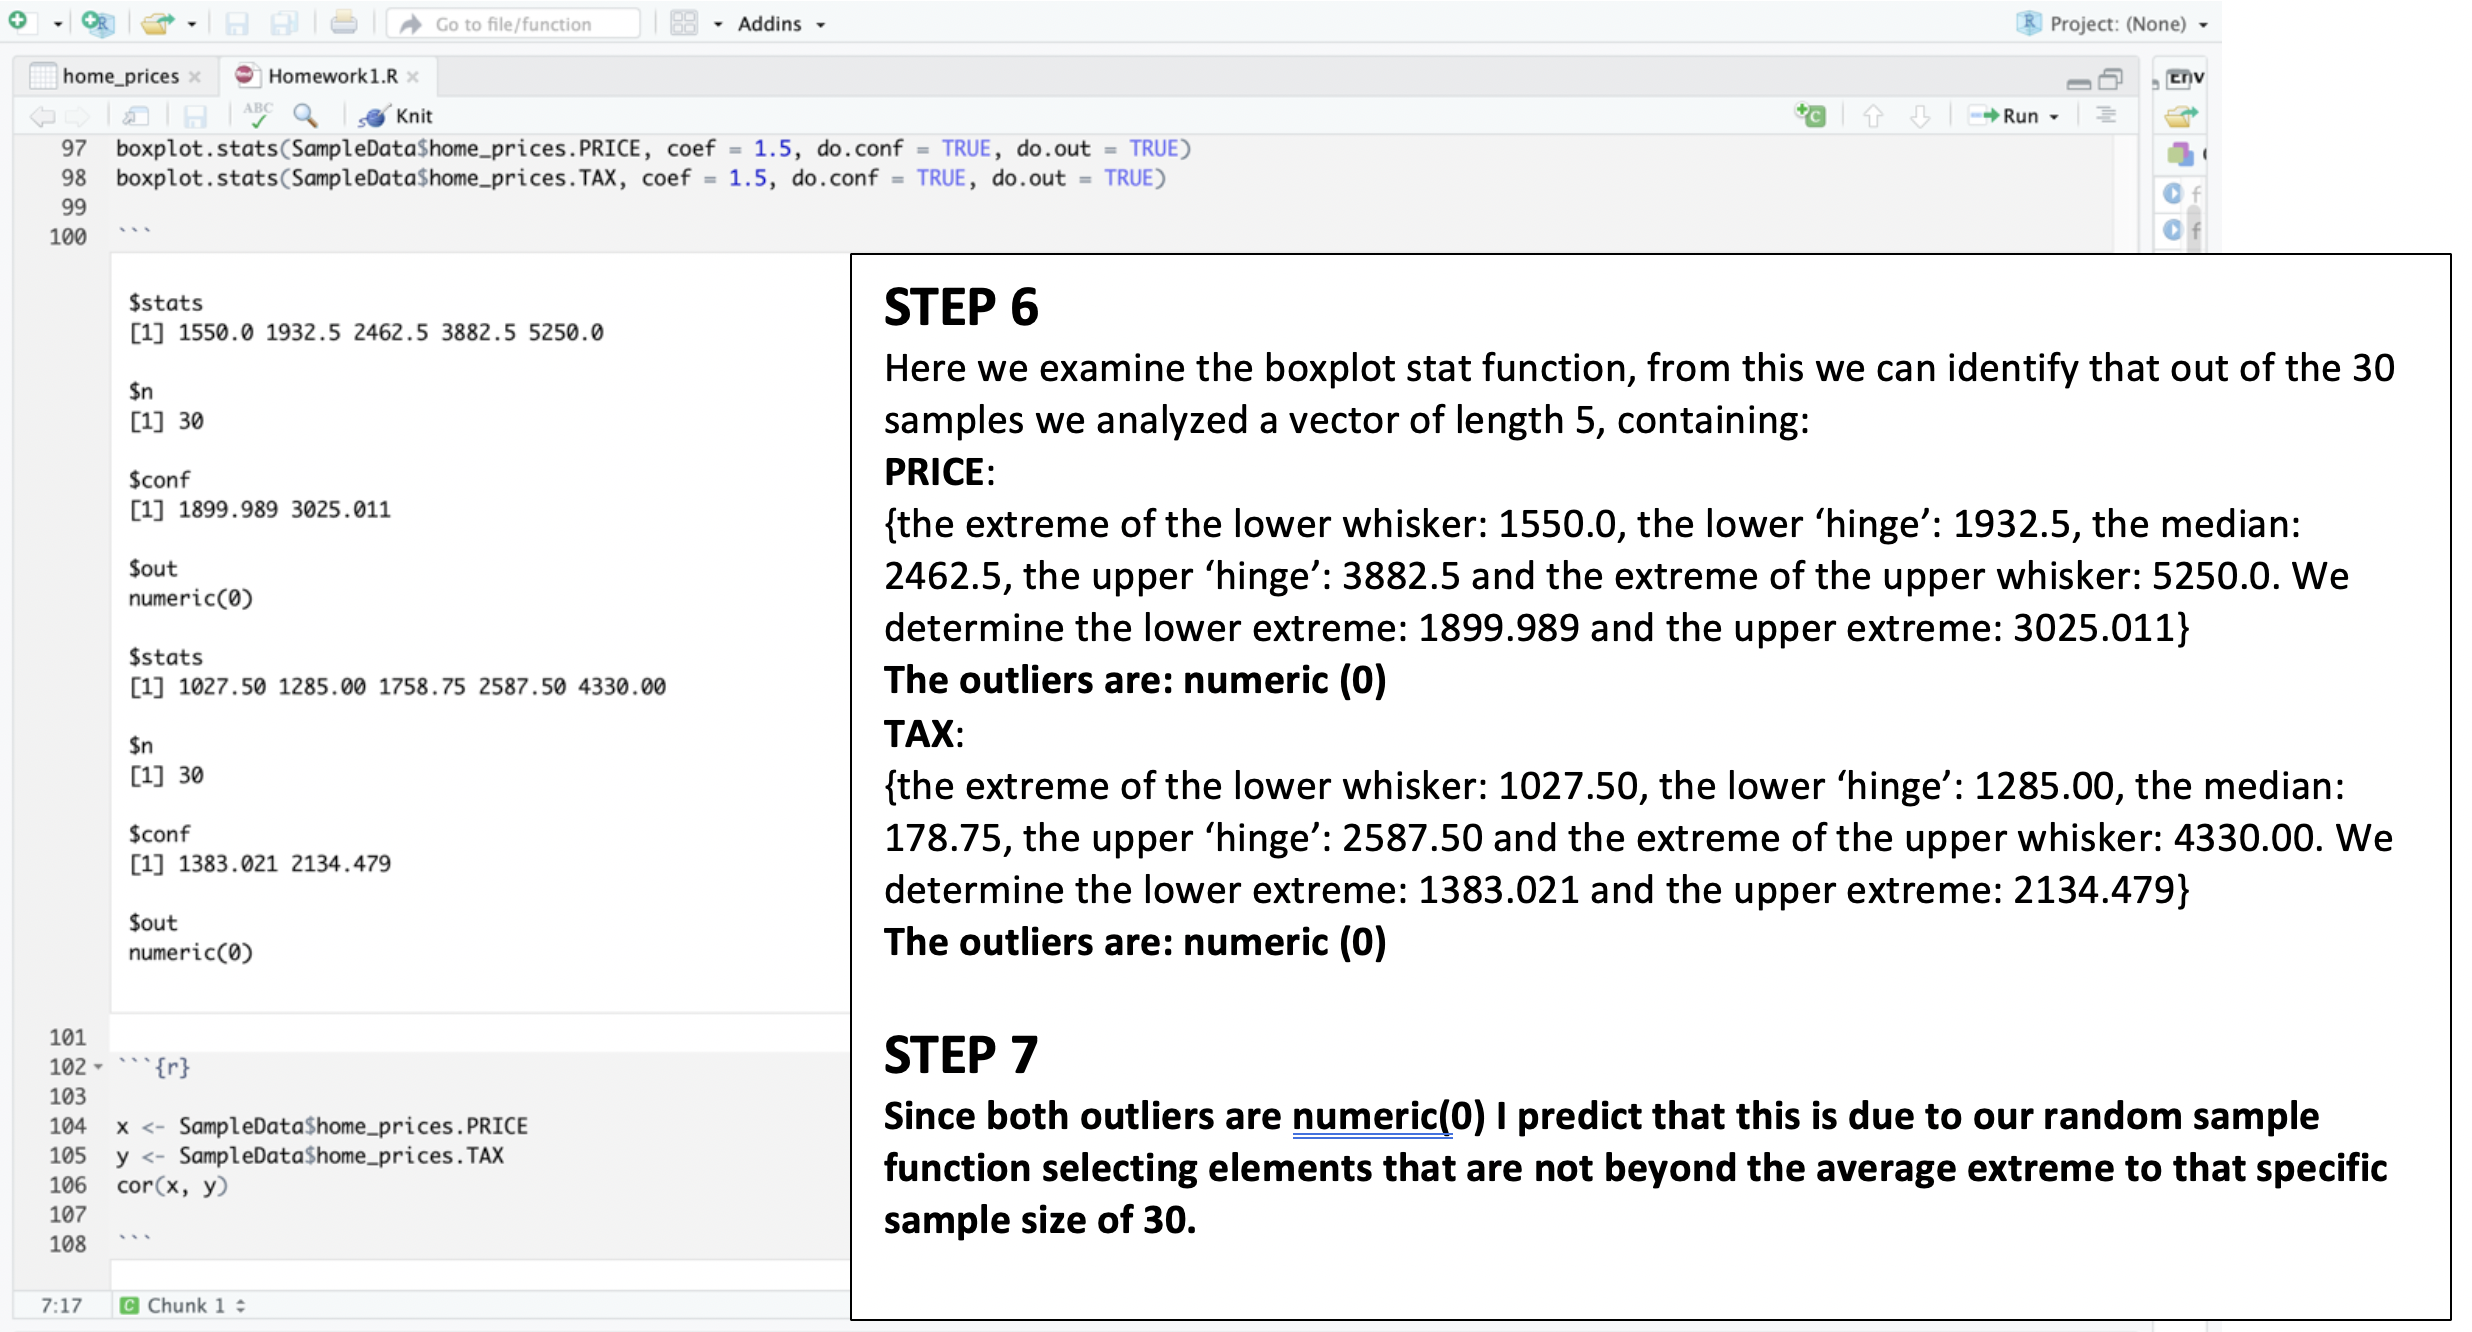 Go to file/function
Addins
Project: (None)
home_prices
Homework1.R
Env
ABC
Knit
Run
97 boxplot.stats(SampleData$home_prices.PRICE, coef = 1.5, do.conf = TRUE, do.out = TRUE)
98 boxplot.stats(SampleData$home_prices.TAX, coef = 1.5, do.conf = TRUE, do.out = TRUE)
99
100 ```
$stats
[1] 1550.0 1932.5 2462.5 3882.5 5250.0
$n
[1] 30
$conf
[1] 1899.989 3025.011
$out
numeric(0)
$stats
[1] 1027.50 1285.00 1758.75 2587.50 4330.00
$n
[1] 30
$conf
[1] 1383.021 2134.479
$out
numeric(0)
101
102 ```{r}
103
104 x <- SampleData$home_prices.PRICE
105 y <- SampleData$home_prices.TAX
106 cor(x, y)
107
108 ```
7:17 C Chunk 1
STEP 6
Here we examine the boxplot stat function, from this we can identify that out of the 30
samples we analyzed a vector of length 5, containing:
PRICE:
{the extreme of the lower whisker: 1550.0, the lower ‘hinge’: 1932.5, the median:
2462.5, the upper ‘hinge’: 3882.5 and the extreme of the upper whisker: 5250.0. We
determine the lower extreme: 1899.989 and the upper extreme: 3025.011}
The outliers are: numeric (0)
TAX:
{the extreme of the lower whisker: 1027.50, the lower ‘hinge’: 1285.00, the median:
178.75, the upper ‘hinge’: 2587.50 and the extreme of the upper whisker: 4330.00. We
determine the lower extreme: 1383.021 and the upper extreme: 2134.479}
The outliers are: numeric (0)
STEP 7
Since both outliers are numeric(0) I predict that this is due to our random sample
function selecting elements that are not beyond the average extreme to that specific
sample size of 30.